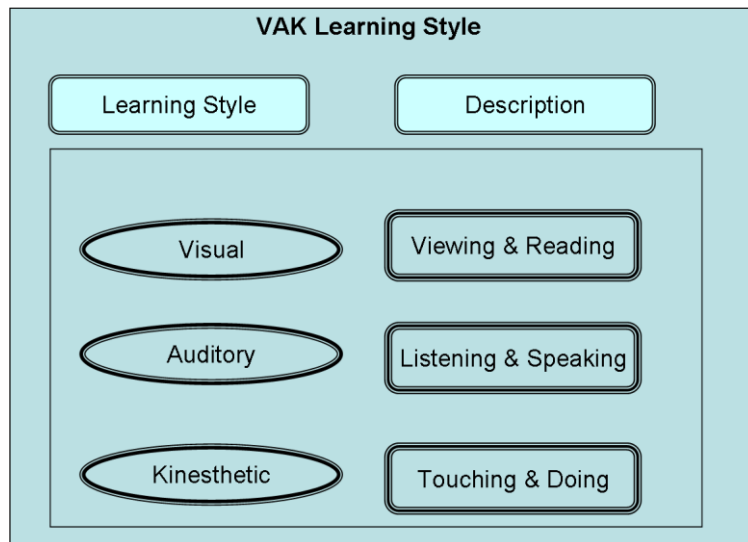 VAK Learning Style
Learning Style
Description
Visual
Viewing & Reading
Auditory
Listening & Speaking
Kinesthetic
Touching & Doing